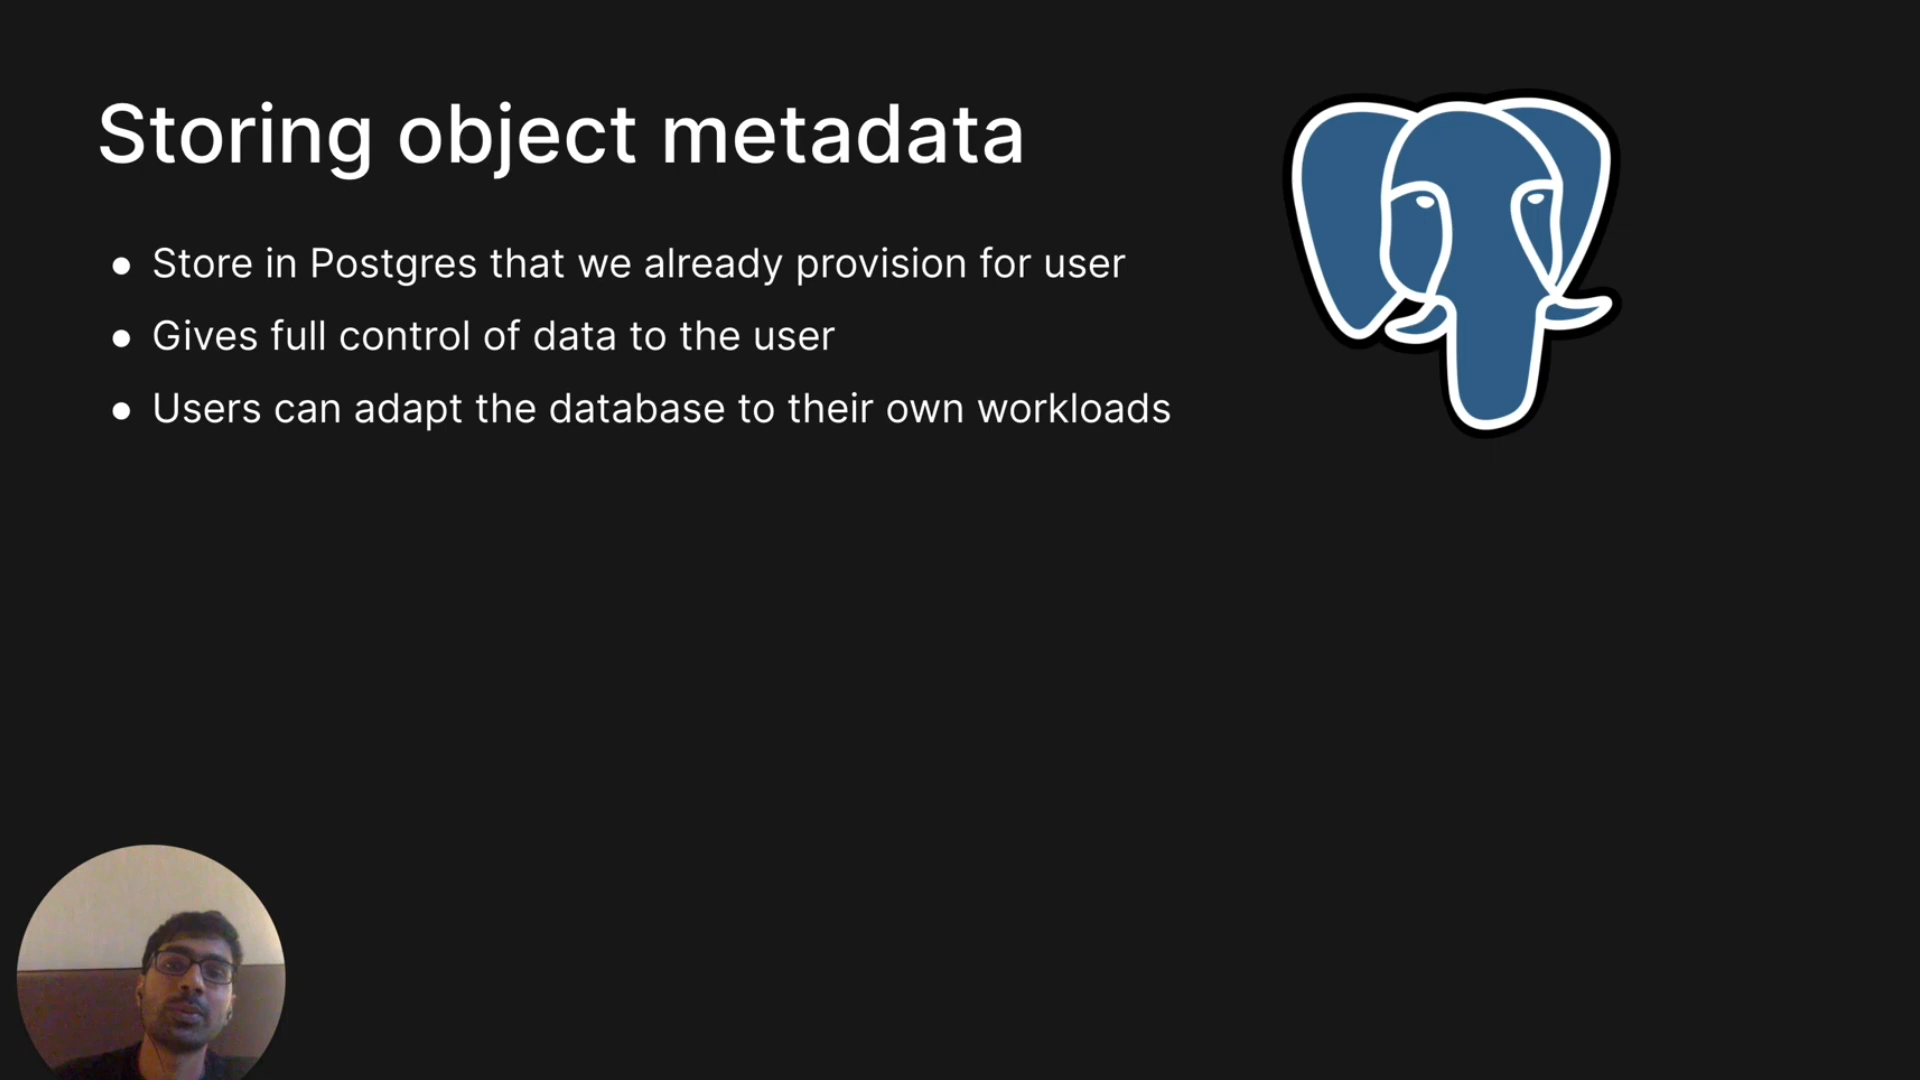 Storing object metadata
● Store in Postgres that we already provision for user
● Gives full control of data to the user
● Users can adapt the database to their own workloads